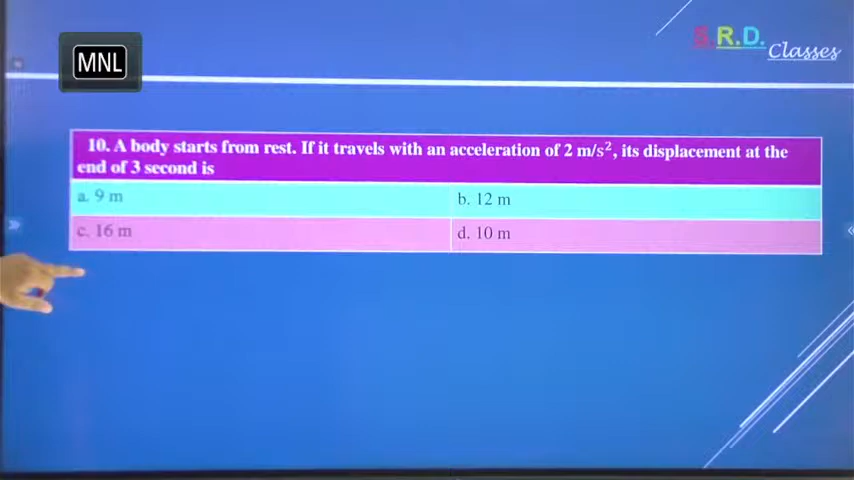 MNL
S.R.D.
Classes
10. A body starts from rest. If it travels with an acceleration of 2 m/s², its displacement at the
end of 3 second is
a. 9 m
b. 12 m
c. 16 m
d. 10 m